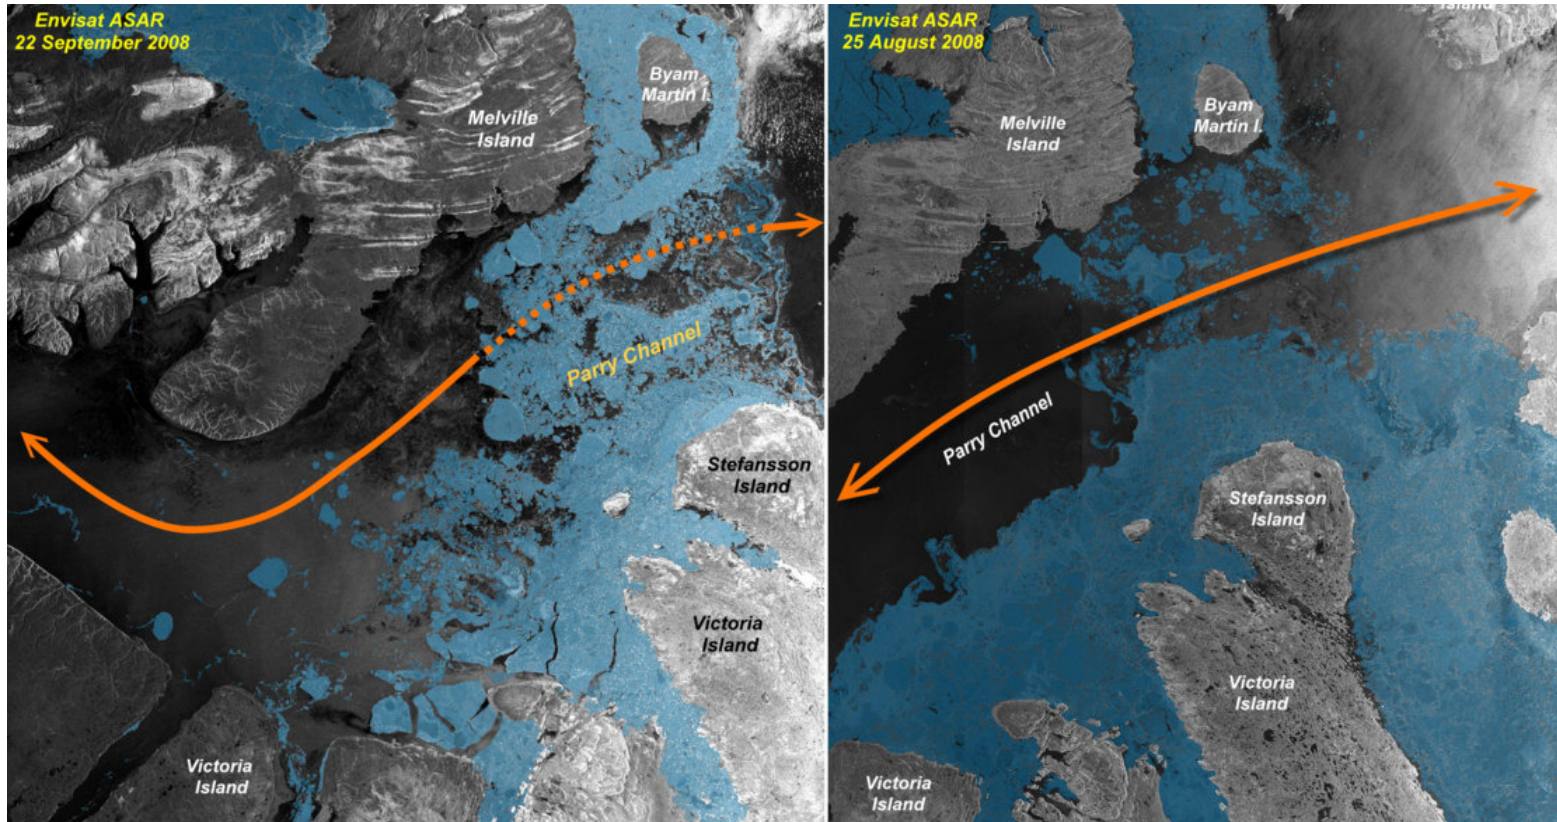 Envisat ASAR
22 September 2008
Byam
Martin I.
Melville
Island
Parry Channel
Stefansson
Island
Victoria
Island
Victoria
Island
Envisat ASAR
25 August 2008
Island
Byam
Martin I.
Melville
Island
Parry Channel
Stefansson
Island
Victoria
Island
Victoria
Island